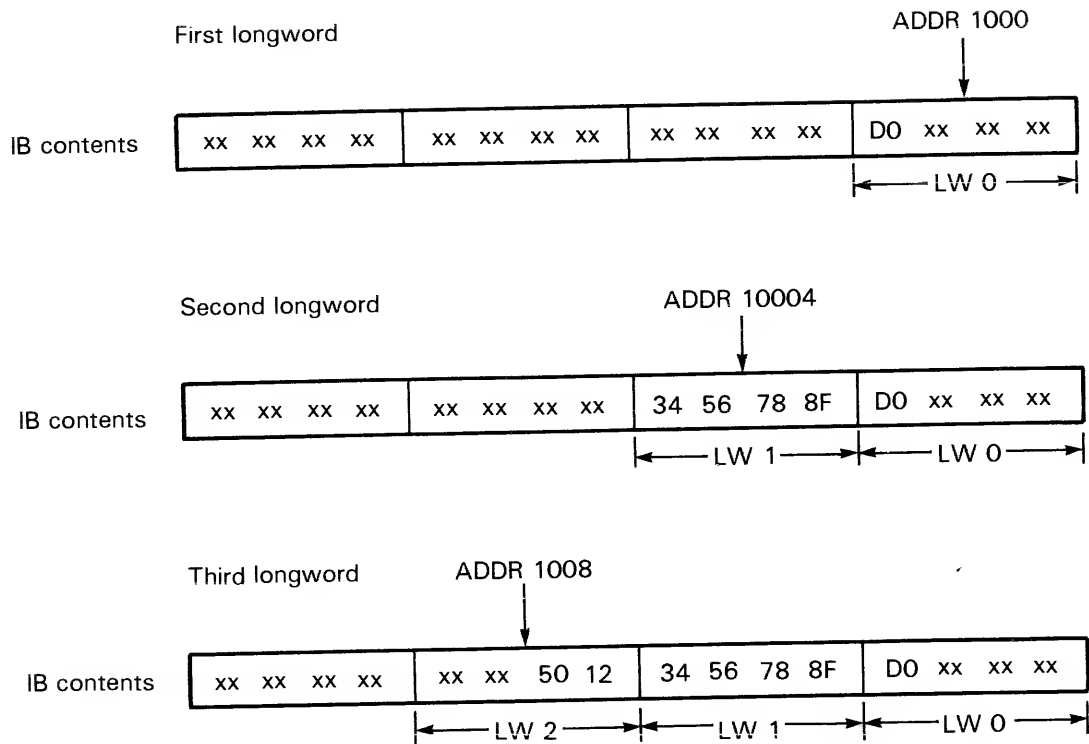 First longword
ADDR 1000
IB contents
xx xx xx xx xx xx xx xx xx xx xx xx D0 xx xx xx
LW 0
Second longword
ADDR 10004
IB contents
xx xx xx xx xx xx xx xx 34 56 78 8F D0 xx xx xx
LW 1 LW 0
Third longword
ADDR 1008
IB contents
xx xx xx xx xx xx 50 12 34 56 78 8F D0 xx xx xx
LW 2 LW 1 LW 0